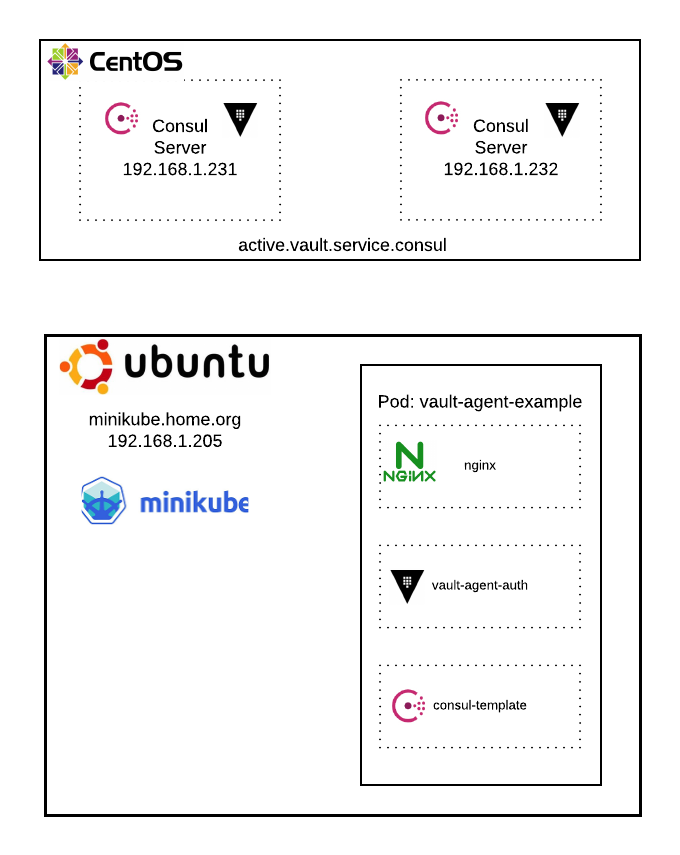 CentOS
Consul
Server
192.168.1.231
Consul
Server
192.168.1.232
active.vault.service.consul
ubuntu
minikube.home.org
192.168.1.205
minikube
Pod: vault-agent-example
NGINX
nginx
vault-agent-auth
consul-template